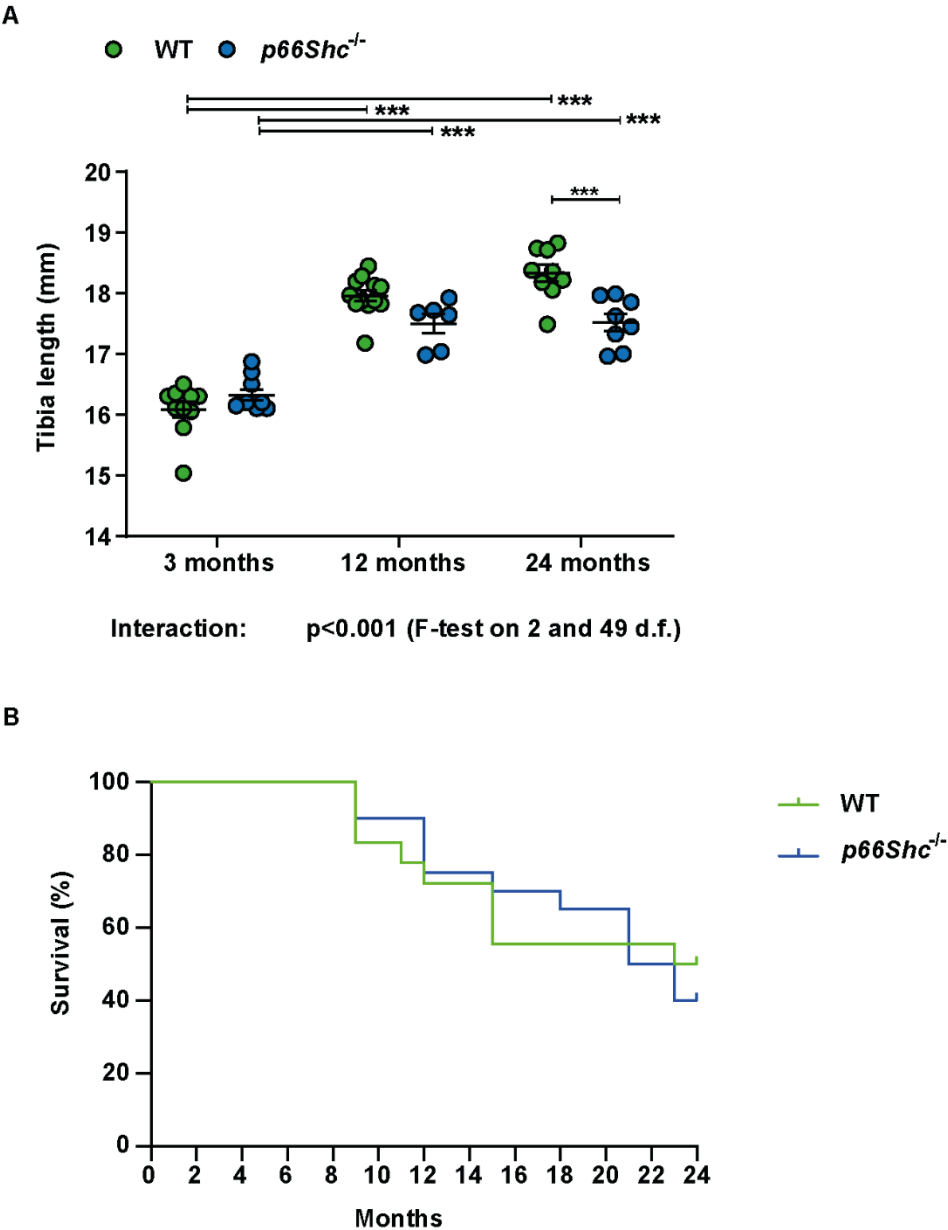 A
WT p66Shc-/-
***
***
***
***
***
20
19
18
17
16
15
14
Tibia length (mm)
3 months 12 months 24 months
Interaction: p<0.001 (F-test on 2 and 49 d.f.)
B
100
80
60
40
20
0
Survival (%)
0 2 4 6 8 10 12 14 16 18 20 22 24
Months
WT
p66Shc-/-